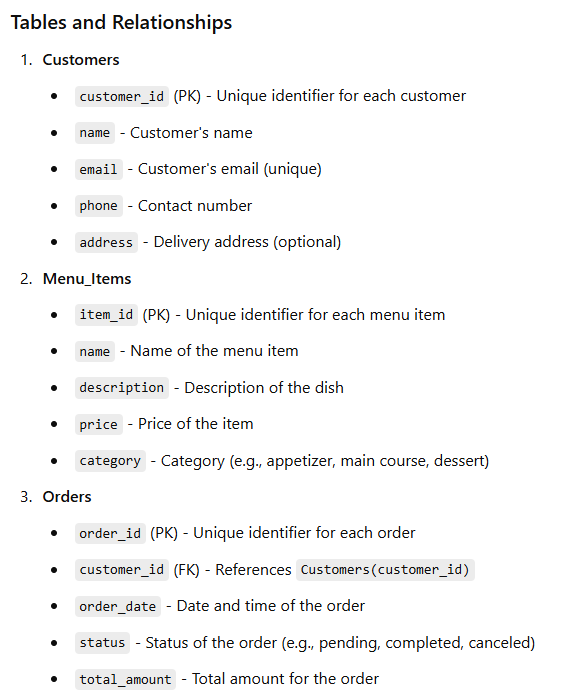 Tables and Relationships
1. Customers
• customer_id (PK) - Unique identifier for each customer
• name - Customer's name
• email - Customer's email (unique)
• phone - Contact number
• address - Delivery address (optional)
2. Menu_Items
• item_id (PK) - Unique identifier for each menu item
• name - Name of the menu item
• description - Description of the dish
• price - Price of the item
• category - Category (e.g., appetizer, main course, dessert)
3. Orders
• order_id (PK) - Unique identifier for each order
• customer_id (FK) - References Customers(customer_id)
• order_date - Date and time of the order
• status - Status of the order (e.g., pending, completed, canceled)
• total_amount - Total amount for the order